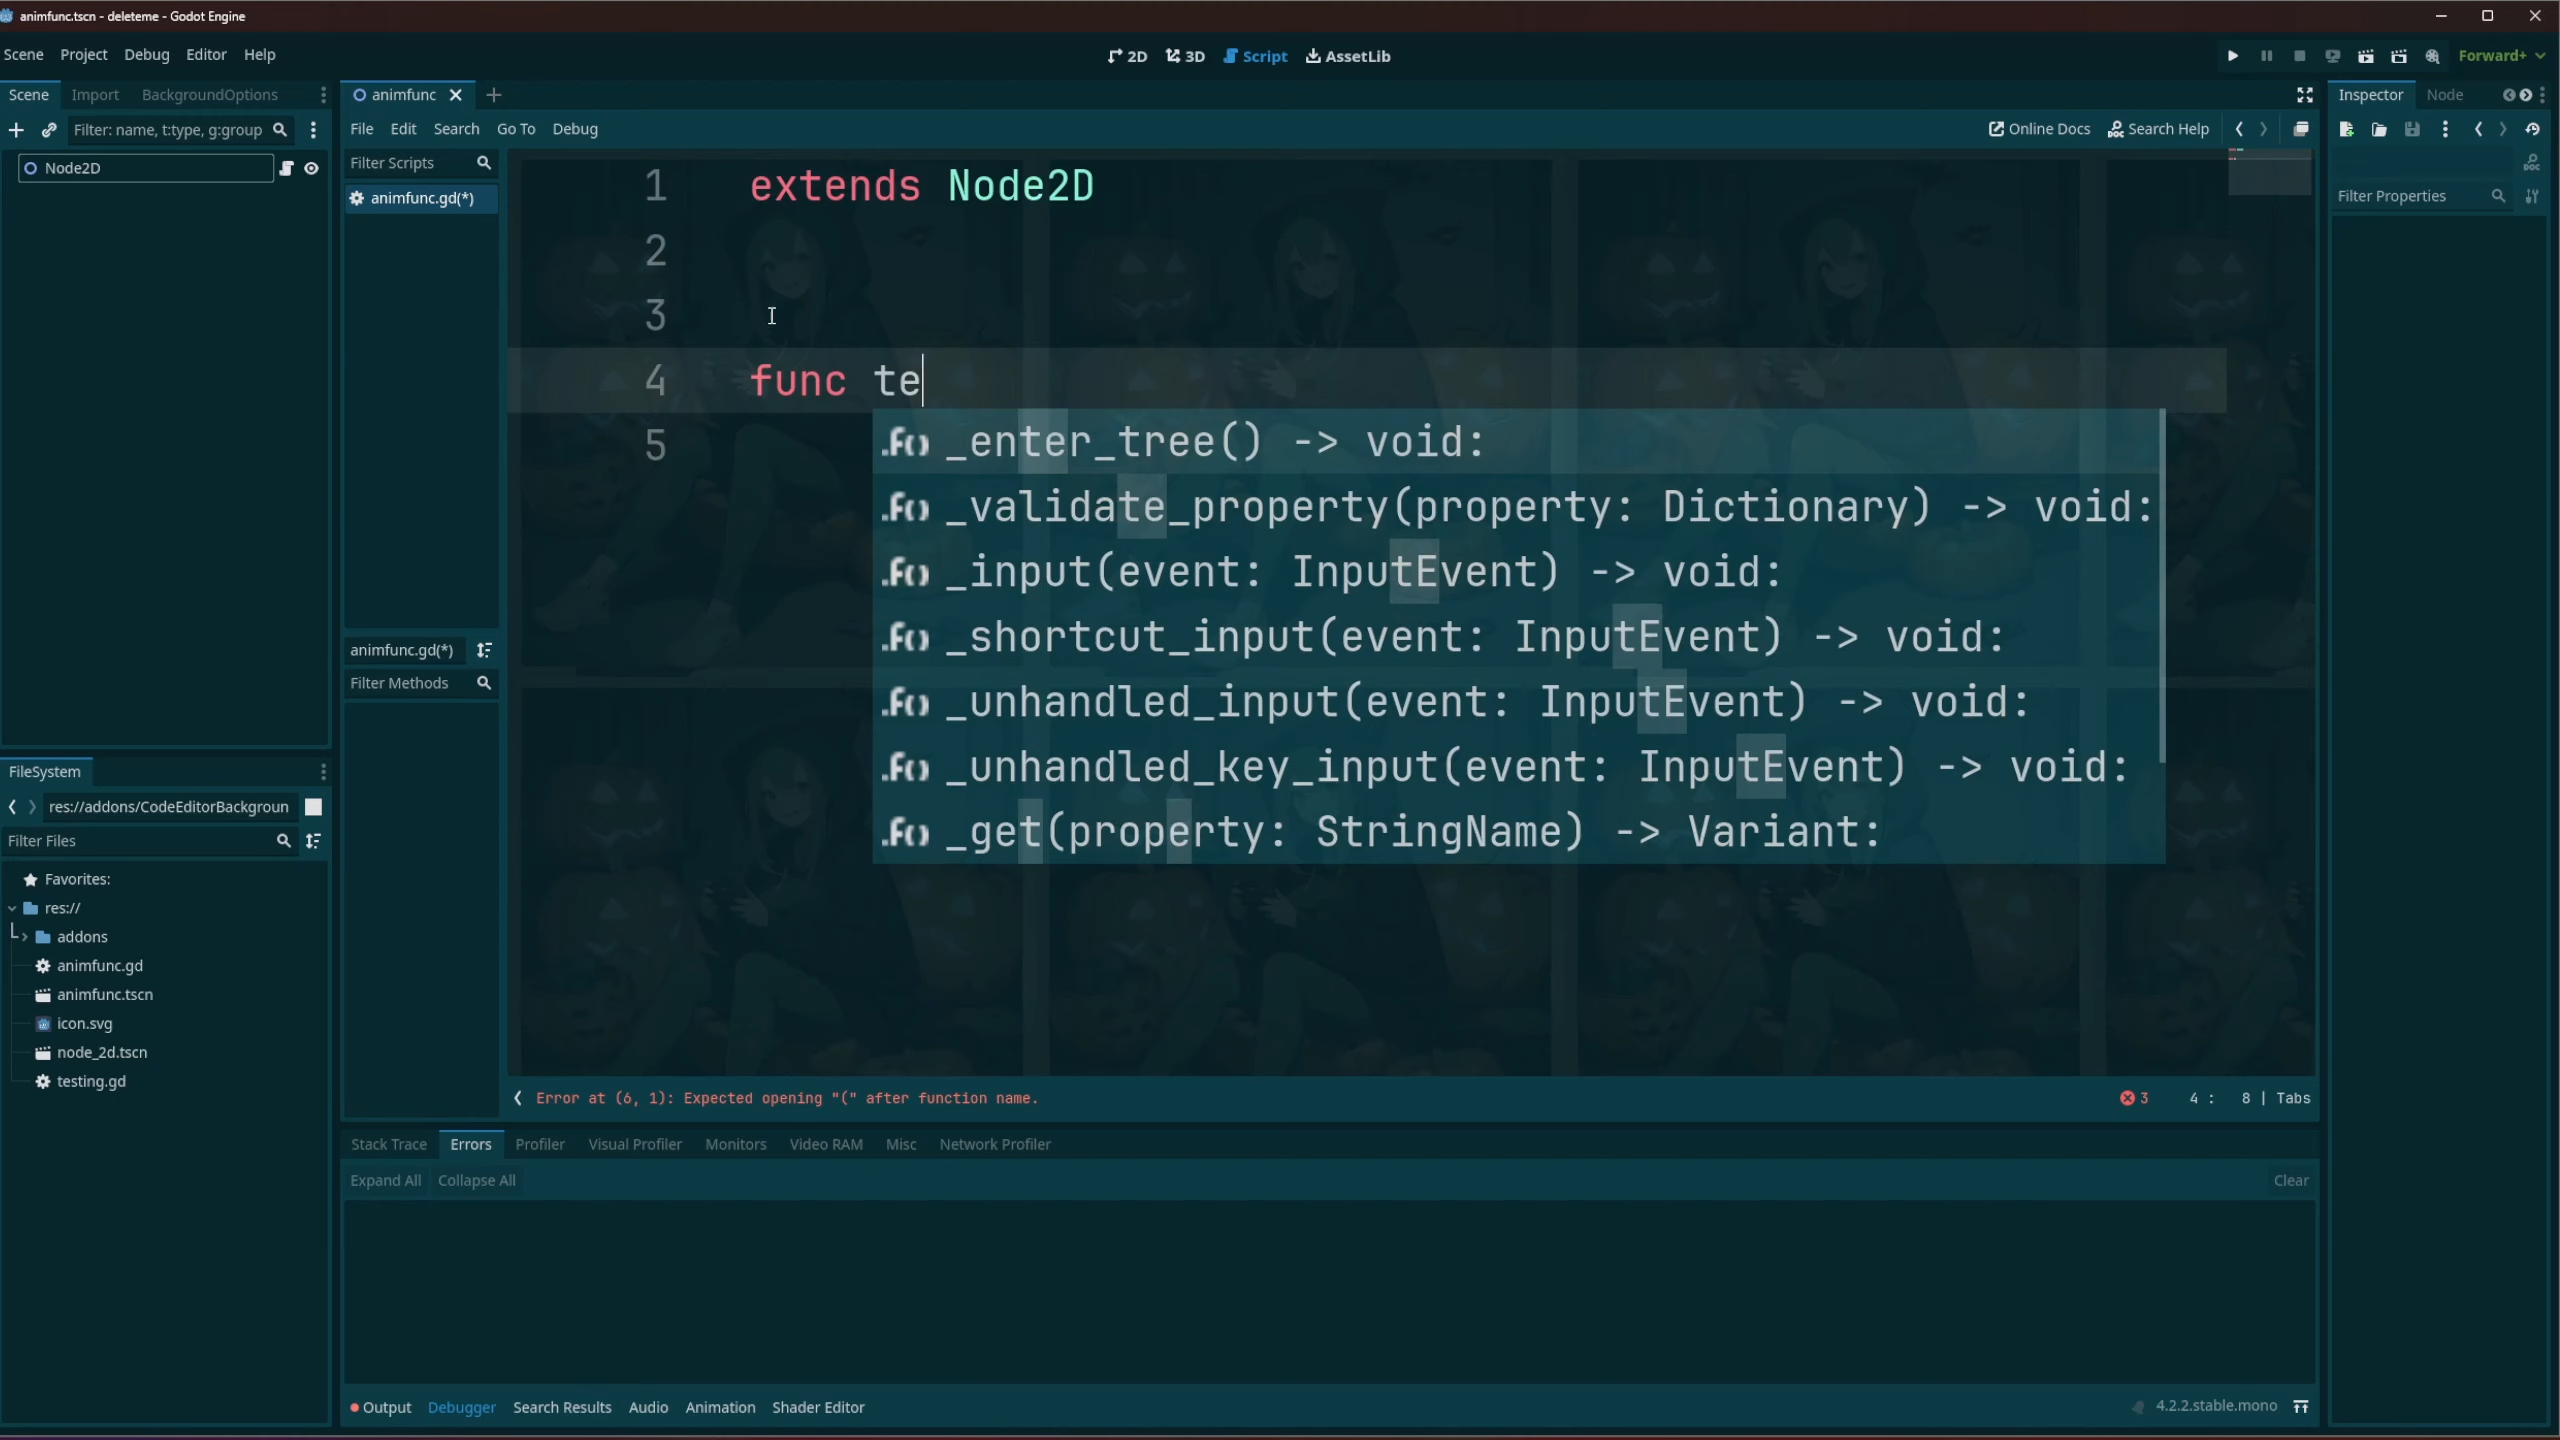 animfunc.tscn - deleteme - Godot Engine
Scene Project Debug Editor Help
2D 3D Script AssetLib
Forward+
Scene Import BackgroundOptions
Filter: name, t:type, g:group
Node2D
animfunc
File Edit Search Go To Debug
Online Docs Search Help
Filter Scripts
animfunc.gd(*)
animfunc.gd(*)
Filter Methods
1 extends Node2D
2
3
4 func te
5
_enter_tree() -> void:
_validate_property(property: Dictionary) -> void:
_input(event: InputEvent) -> void:
_shortcut_input(event: InputEvent) -> void:
_unhandled_input(event: InputEvent) -> void:
_unhandled_key_input(event: InputEvent) -> void:
_get(property: StringName) -> Variant:
Error at (6, 1): Expected opening "(" after function name.
3 4 : 8 | Tabs
Inspector Node
Filter Properties
FileSystem
res://addons/CodeEditorBackgroun
Filter Files
Favorites:
res://
addons
animfunc.gd
animfunc.tscn
icon.svg
node_2d.tscn
testing.gd
Stack Trace Errors Profiler Visual Profiler Monitors Video RAM Misc Network Profiler
Expand All Collapse All Clear
Output Debugger Search Results Audio Animation Shader Editor
4.2.2.stable.mono